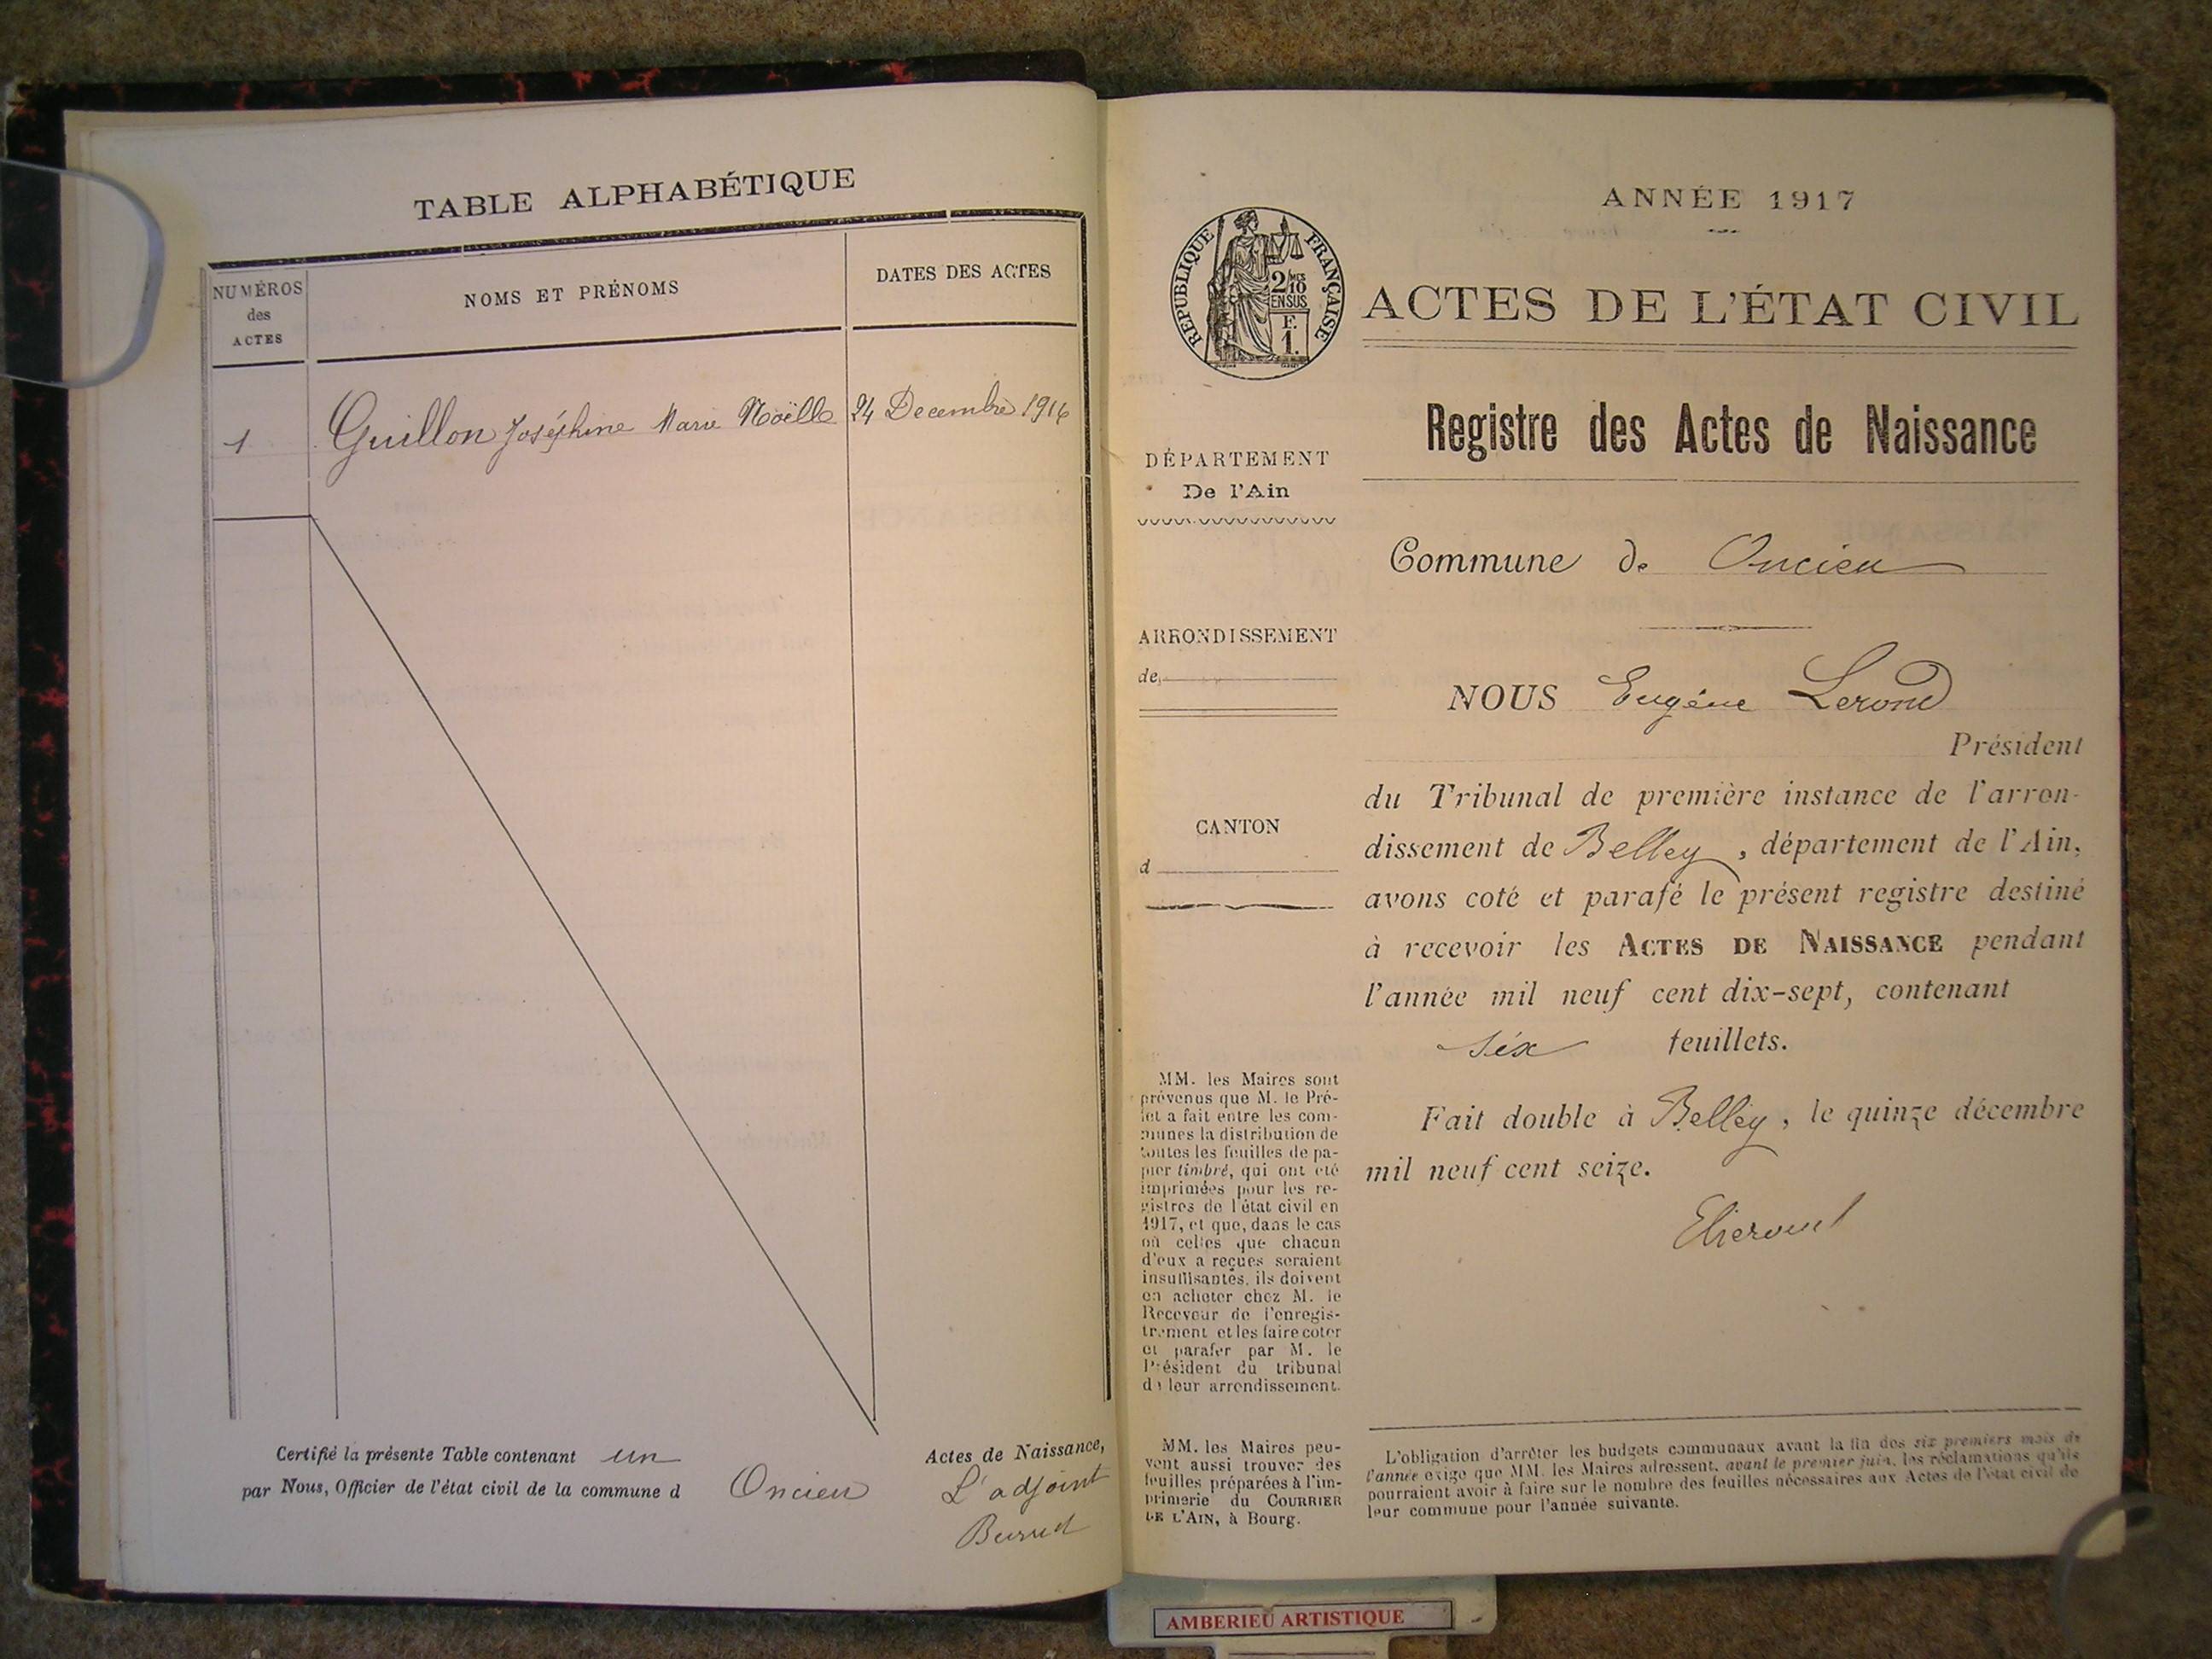 TABLE ALPHABÉTIQUE
NUMÉROS
des
ACTES
NOMS ET PRÉNOMS
DATES DES ACTES
1
Guillon Joséphine Marie Noëlle
24 Decembre 1916
Certifié la présente Table contenant un Actes de Naissance,
par Nous, Officier de l'état civil de la commune d Oncieu
L'adjoint
ANNÉE 1917
RÉPUBLIQUE FRANÇAISE
2/10
MES
EN SUS
F.
1.
ACTES DE L'ÉTAT CIVIL
Registre des Actes de Naissance
DÉPARTEMENT
De l'Ain
Commune de Oncieu
ARRONDISSEMENT
de
CANTON
d
NOUS Eugène Lerond
Président
du Tribunal de première instance de l'arron-
dissement de Belley, département de l'Ain,
avons coté et parafé le présent registre destiné
à recevoir les ACTES DE NAISSANCE pendant
l'année mil neuf cent dix-sept, contenant
six feuillets.
Fait double à Belley, le quinze décembre
mil neuf cent seize.
MM. les Maires sont
prévenus que M. le Pré-
fet a fait entre les com-
munes la distribution de
toutes les feuilles de pa-
pier timbré, qui ont été
imprimées pour les re-
gistres de l'état civil en
1917, et que, dans le cas
où celles que chacun
d'eux a reçues seraient
insuffisantes, ils doivent
en acheter chez M. le
Receveur de l'enregis-
trement et les faire coter
et parafer par M. le
Président du tribunal
de leur arrondissement.
MM. les Maires peu-
vent aussi trouver des
feuilles préparées à l'im-
primerie du COURRIER
DE L'AIN, à Bourg.
L'obligation d'arrêter les budgets communaux avant la fin des six premiers mois de
l'année exige que MM. les Maires adressent, avant le premier juin, les réclamations qu'ils
pourraient avoir à faire sur le nombre des feuilles nécessaires aux Actes de l'état civil de
leur commune pour l'année suivante.
AMBERIEU ARTISTIQUE